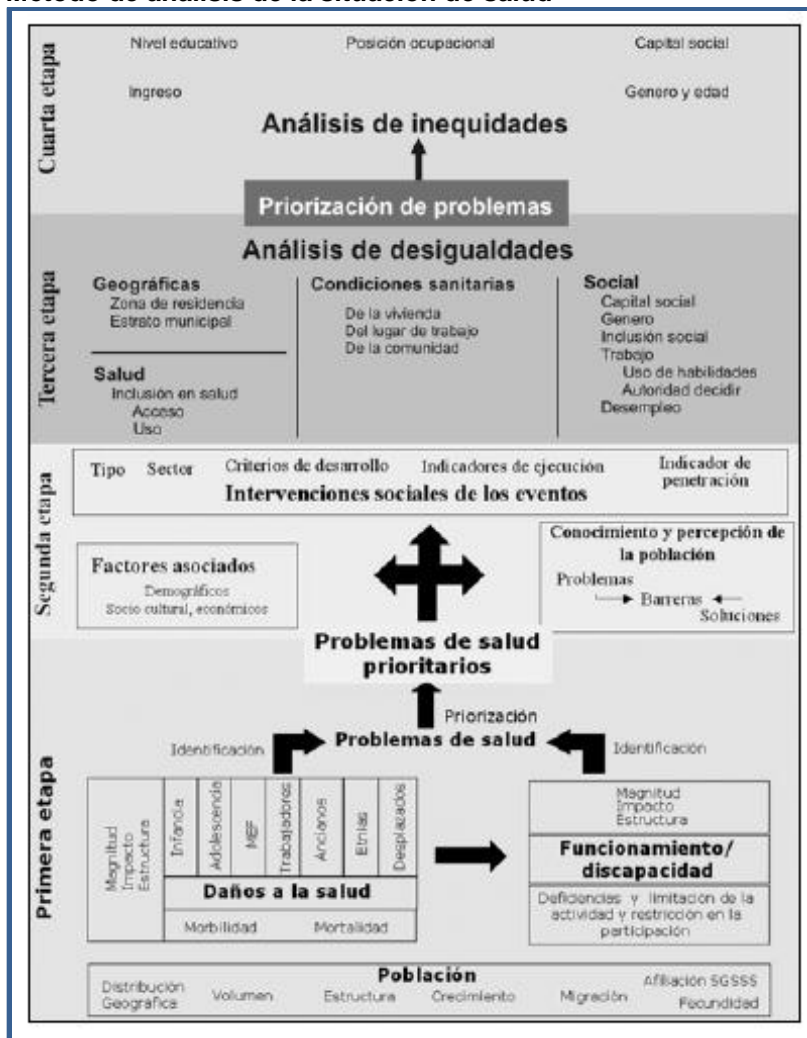 Método de análisis de la situación de salud
Cuarta etapa
Nivel educativo Posición ocupacional Capital social
Ingreso Genero y edad
Análisis de inequidades
Priorización de problemas
Tercera etapa
Análisis de desigualdades
Geográficas
Zona de residencia
Estrato municipal
Salud
Inclusión en salud
Acceso
Uso
Condiciones sanitarias
De la vivienda
Del lugar de trabajo
De la comunidad
Social
Capital social
Genero
Inclusión social
Trabajo
Uso de habilidades
Autoridad decidir
Desempleo
Segunda etapa
Tipo Sector Criterios de desarrollo Indicadores de ejecución Indicador de
penetración
Intervenciones sociales de los eventos
Factores asociados
Demográficos
Socio cultural, económicos
Conocimiento y percepción de
la población
Problemas
Barreras
Soluciones
Problemas de salud
prioritarios
Primera etapa
Priorización
Problemas de salud
Identificación
Identificación
Magnitud
Impacto
Estructura
Infancia
Adolescencia
MEF
Trabajadores
Ancianos
Etnias
Desplazados
Daños a la salud
Morbilidad Mortalidad
Magnitud
Impacto
Estructura
Funcionamiento/
discapacidad
Deficiencias y limitación de la
actividad y restricción en la
participación
Población
Distribución
Geográfica
Volumen Estructura Crecimiento Migración
Afiliación SGSSS
Fecundidad